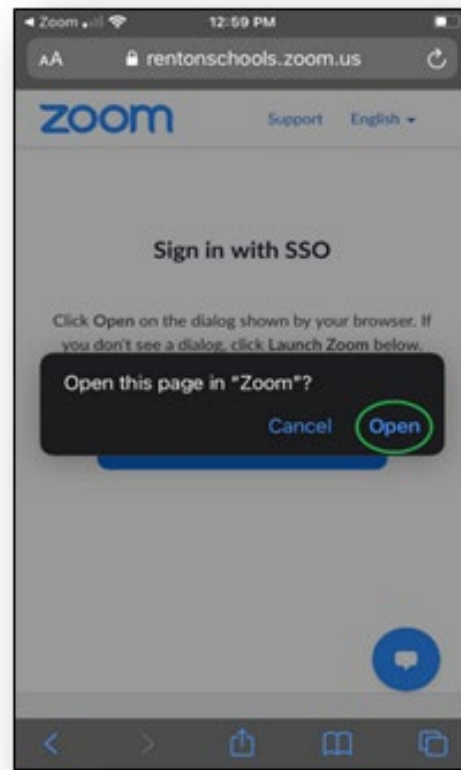 ◀ Zoom 12:59 PM
AA rentonschools.zoom.us
zoom Support English
Sign in with SSO
Click Open on the dialog shown by your browser. If
you don't see a dialog, click Launch Zoom below.
Open this page in "Zoom"?
Cancel Open